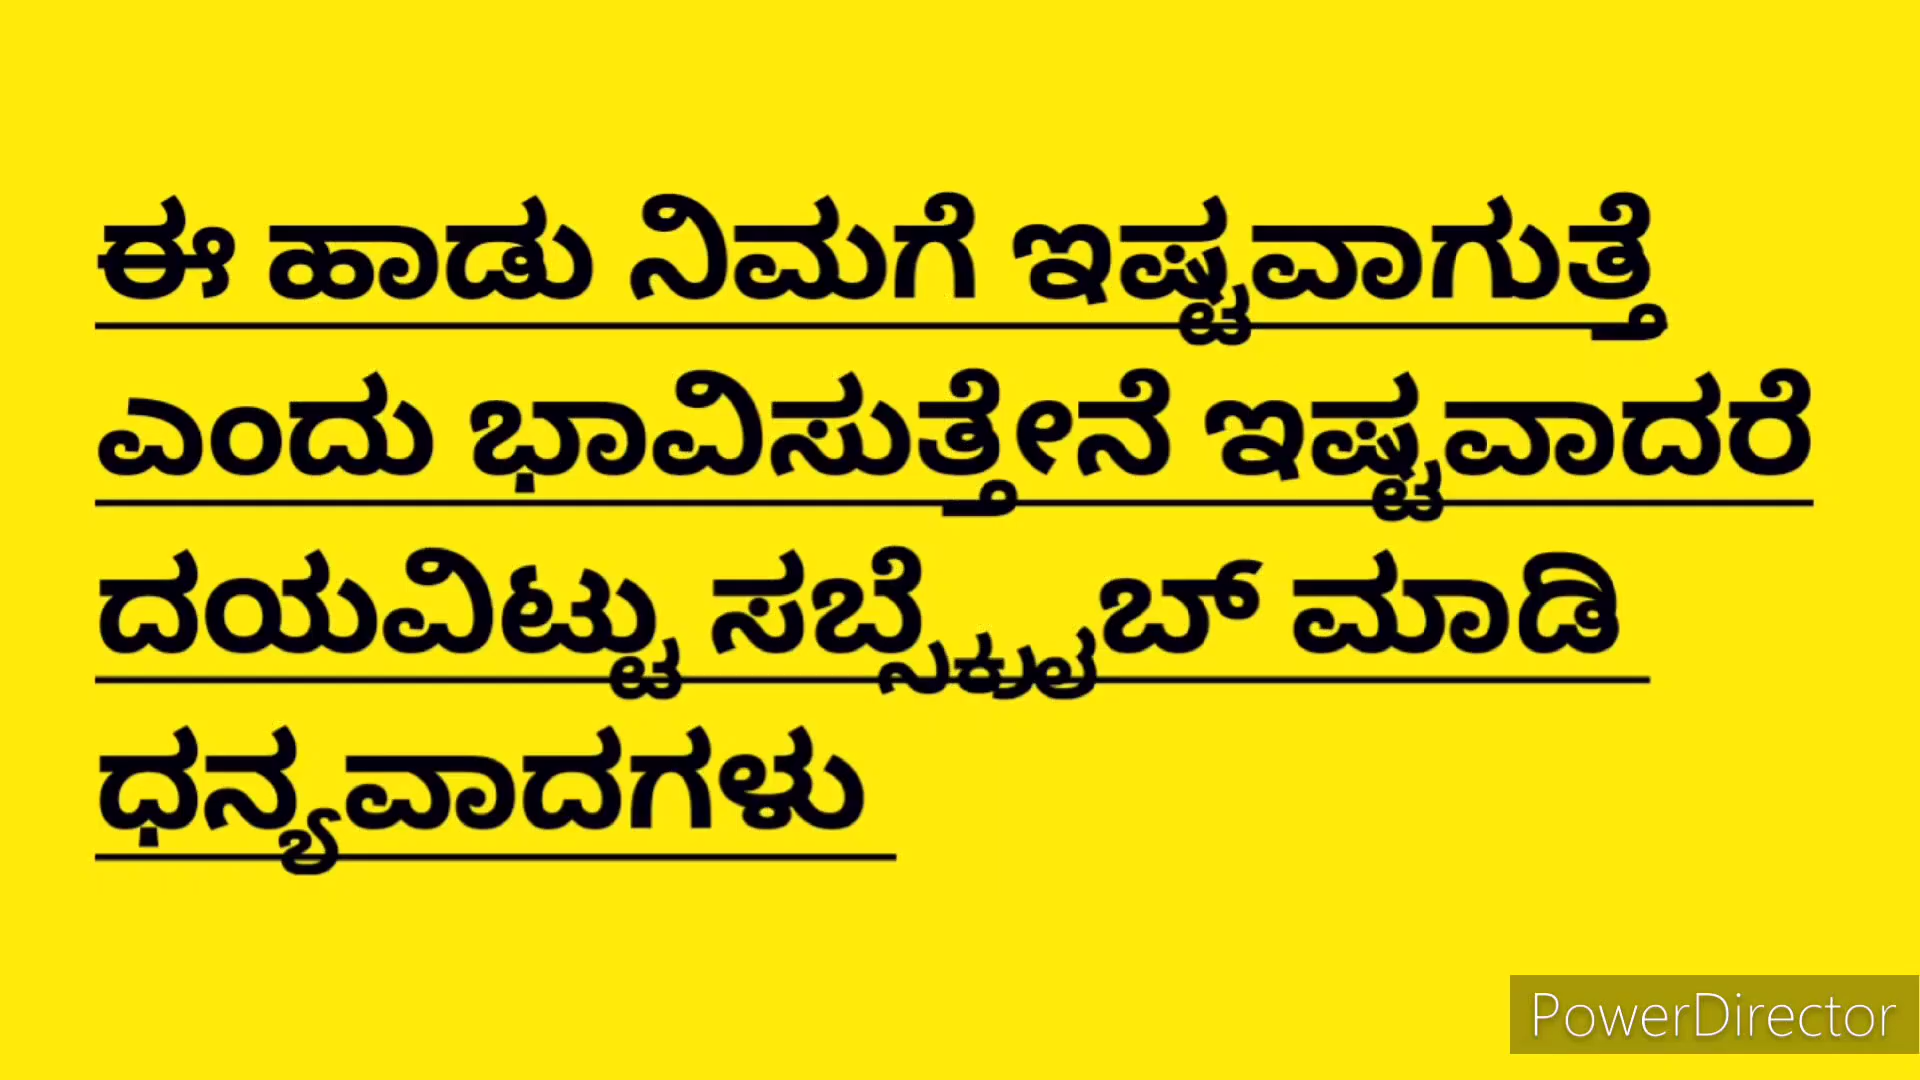 ಈ ಹಾಡು ನಿಮಗೆ ಇಷ್ಟವಾಗುತ್ತೆ
ಎಂದು ಭಾವಿಸುತ್ತೇನೆ ಇಷ್ಟವಾದರೆ
ದಯವಿಟ್ಟು ಸಬ್ಸ್ಕ್ರೈಬ್ ಮಾಡಿ
ಧನ್ಯವಾದಗಳು
PowerDirector